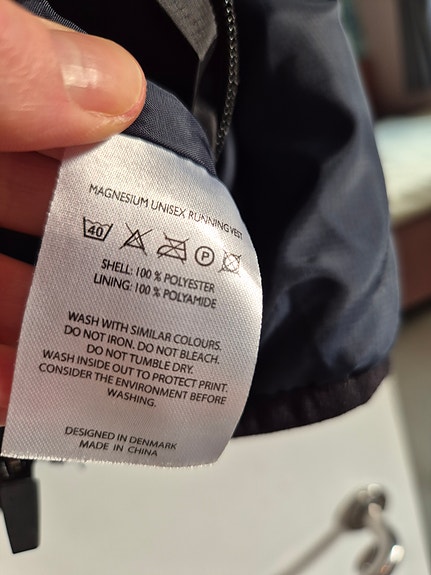 MAGNESIUM UNISEX RUNNING VEST
40 P
SHELL: 100 % POLYESTER
LINING: 100 % POLYAMIDE
WASH WITH SIMILAR COLOURS.
DO NOT IRON. DO NOT BLEACH.
DO NOT TUMBLE DRY.
WASH INSIDE OUT TO PROTECT PRINT.
CONSIDER THE ENVIRONMENT BEFORE
WASHING.
DESIGNED IN DENMARK
MADE IN CHINA